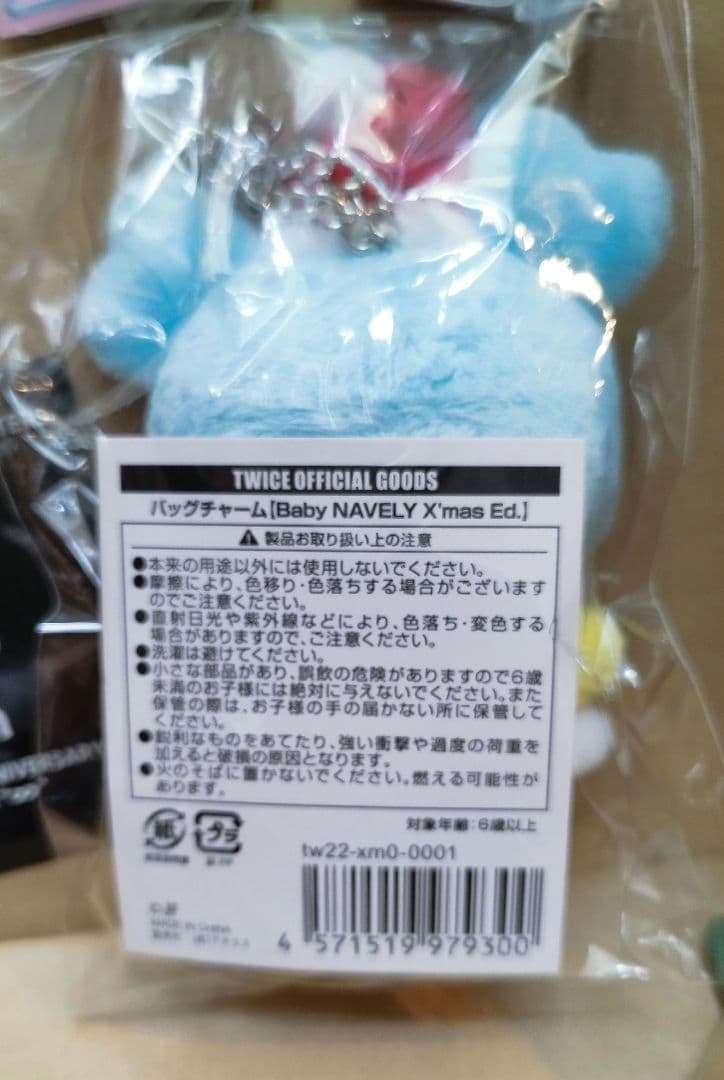 TWICE OFFICIAL GOODS
バッグチャーム【Baby NAVELY X'mas Ed.】
⚠ 製品お取り扱い上の注意
●本来の用途以外には使用しないでください。
●摩擦により、色移り・色落ちする場合がございます
のでご注意ください。
●直射日光や紫外線などにより、色落ち・変色する
場合がありますので、ご注意ください。
●洗濯は避けてください。
●小さな部品があり、誤飲の危険がありますので6歳
未満のお子様には絶対に与えないでください。また
保管の際は、お子様の手の届かない所に保管して
ください。
●鋭利なものをあてたり、強い衝撃や過度の荷重を
加えると破損の原因となります。
●火のそばに置かないでください。燃える可能性が
あります。
対象年齢:6歳以上
紙 プラ
tw22-xm0-0001
MADE IN CHINA
4 571519 979300
NIVERSARY